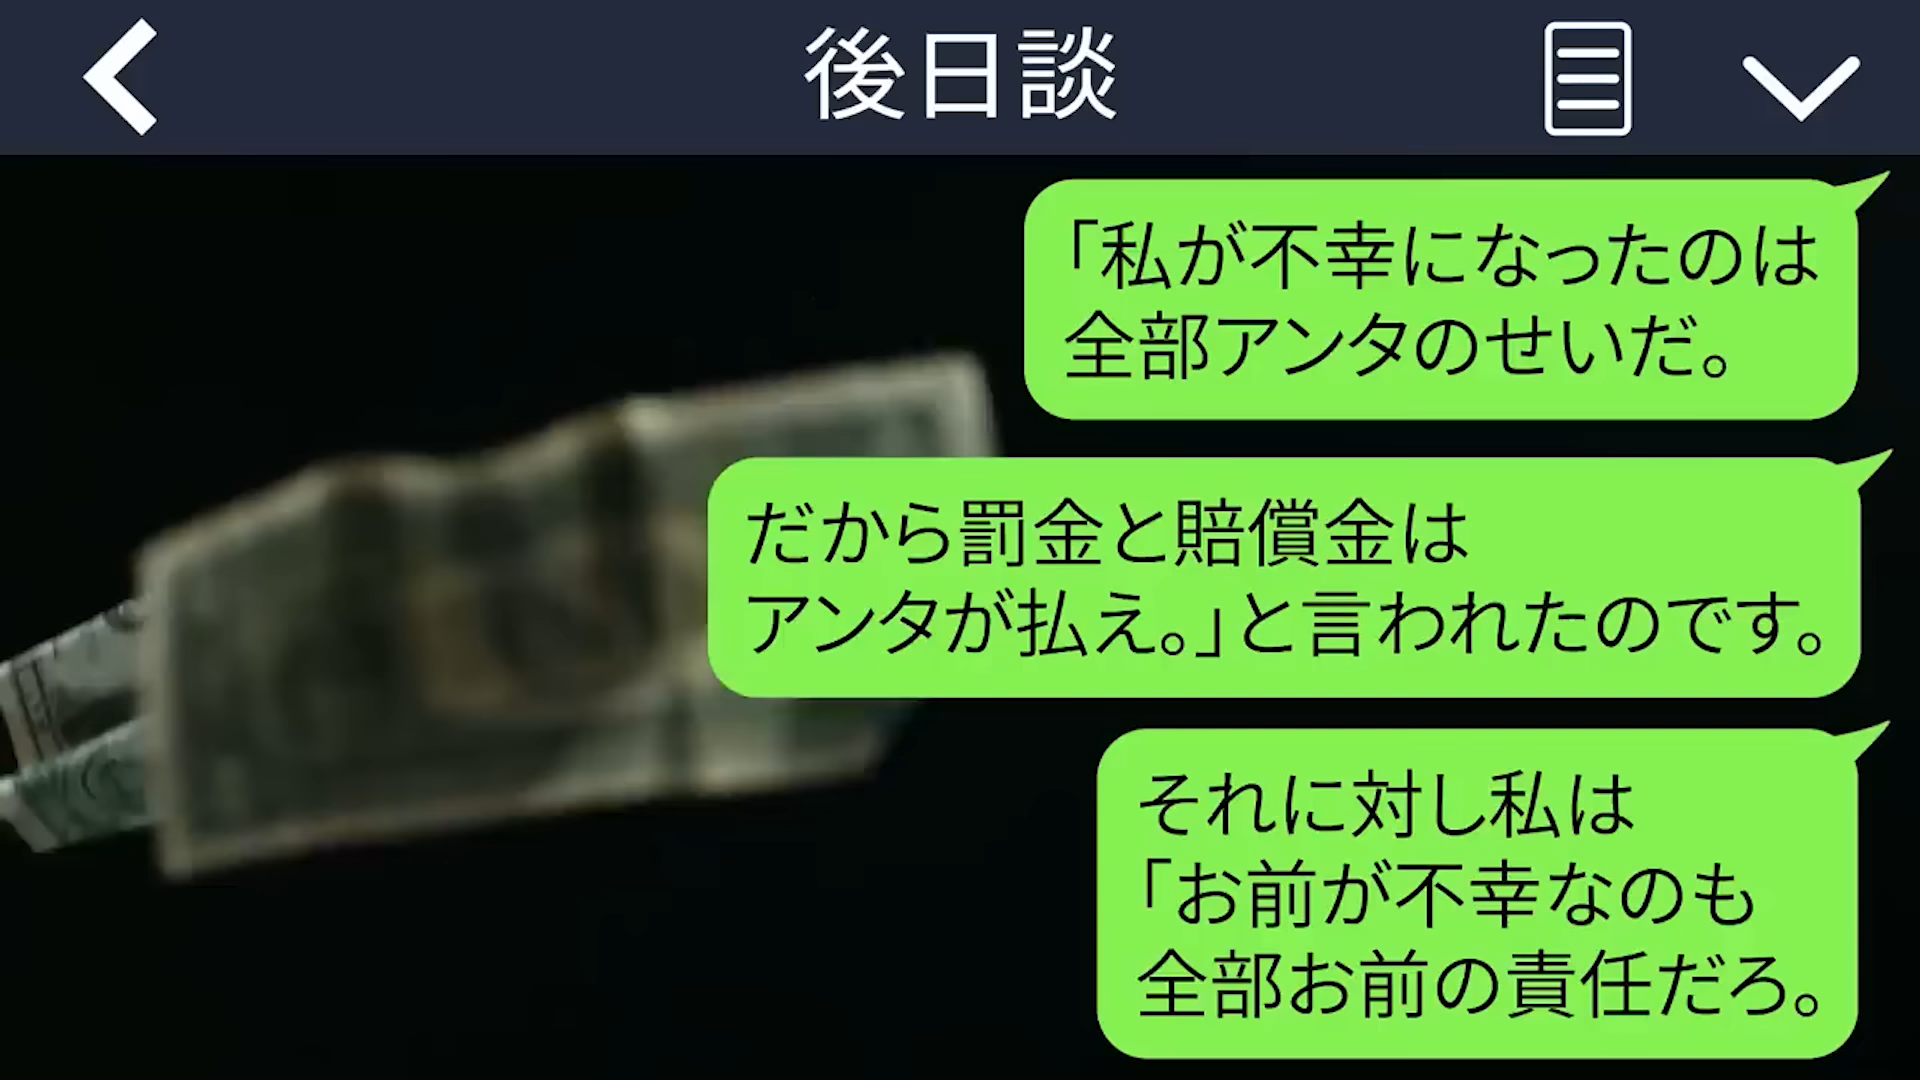 後日談
「私が不幸になったのは
全部アンタのせいだ。
だから罰金と賠償金は
アンタが払え。」と言われたのです。
それに対し私は
「お前が不幸なのも
全部お前の責任だろ。